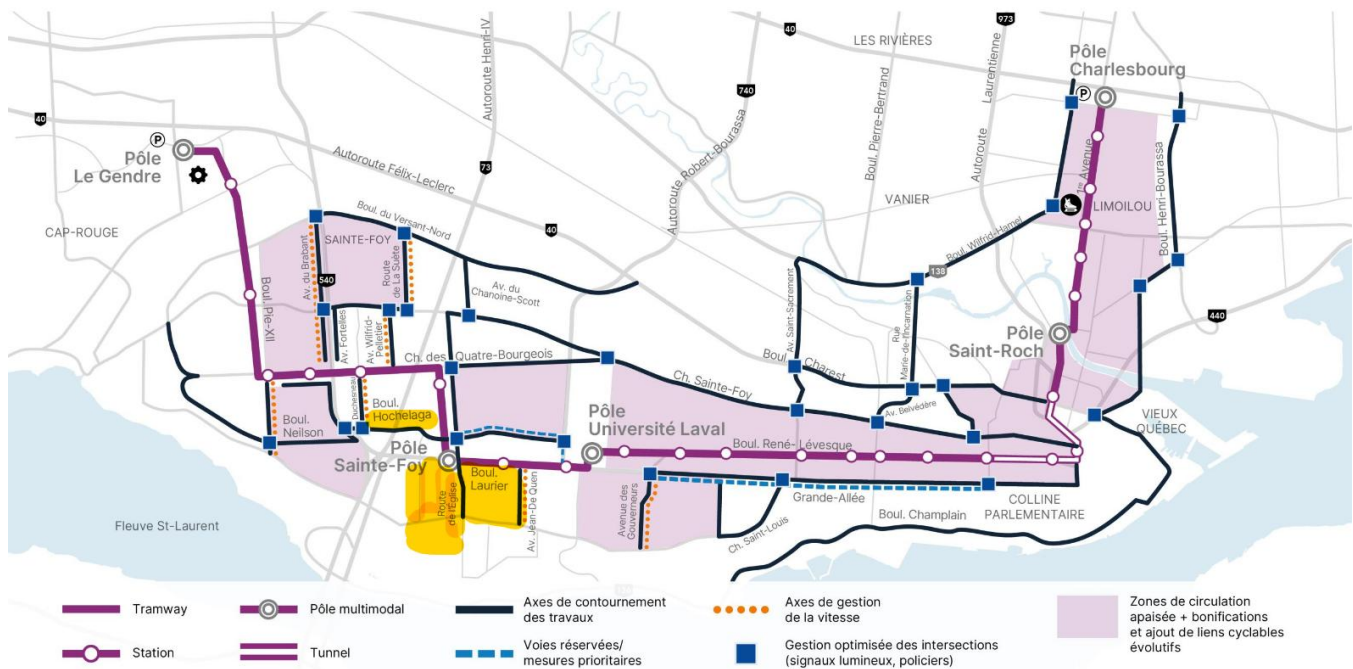 973
40
LES RIVIÈRES
Pôle
Charlesbourg
P
Autoroute Henri-IV
740
Boul. Pierre-Bertrand
Laurentienne
Autoroute
40
P
Pôle
Le Gendre
Autoroute Félix-Leclerc
73
Autoroute Robert-Bourassa
1re Avenue
Boul. Henri-Bourassa
VANIER
LIMOILOU
CAP-ROUGE
Boul. du Versant-Nord
40
SAINTE-FOY
Boul. Wilfrid-Hamel
138
Boul. Pie-XII
Av. du Brabant
540
Route
de La Suète
Av. du
Chanoine-Scott
Av. Saint-Sacrement
Rue
Marie-de-l'Incarnation
440
Av. Fortelles
Av. Wilfrid-
Pelletier
Pôle
Saint-Roch
Ch. des Quatre-Bourgeois
Boul. Charest
Ch. Sainte-Foy
Duchesneau
Boul.
Hochelaga
Av. Belvédère
Boul.
Neilson
Pôle
Université Laval
VIEUX
QUÉBEC
Pôle
Sainte-Foy
Boul. René-Lévesque
Boul.
Laurier
Route
de l'Église
Av. Jean-De Quen
Avenue des
Gouverneurs
Grande-Allée
COLLINE
PARLEMENTAIRE
Ch. Saint-Louis
Boul. Champlain
Fleuve St-Laurent
Tramway
Pôle multimodal
Axes de contournement
des travaux
Axes de gestion
de la vitesse
Zones de circulation
apaisée + bonifications
et ajout de liens cyclables
évolutifs
Station
Tunnel
Voies réservées/
mesures prioritaires
Gestion optimisée des intersections
(signaux lumineux, policiers)